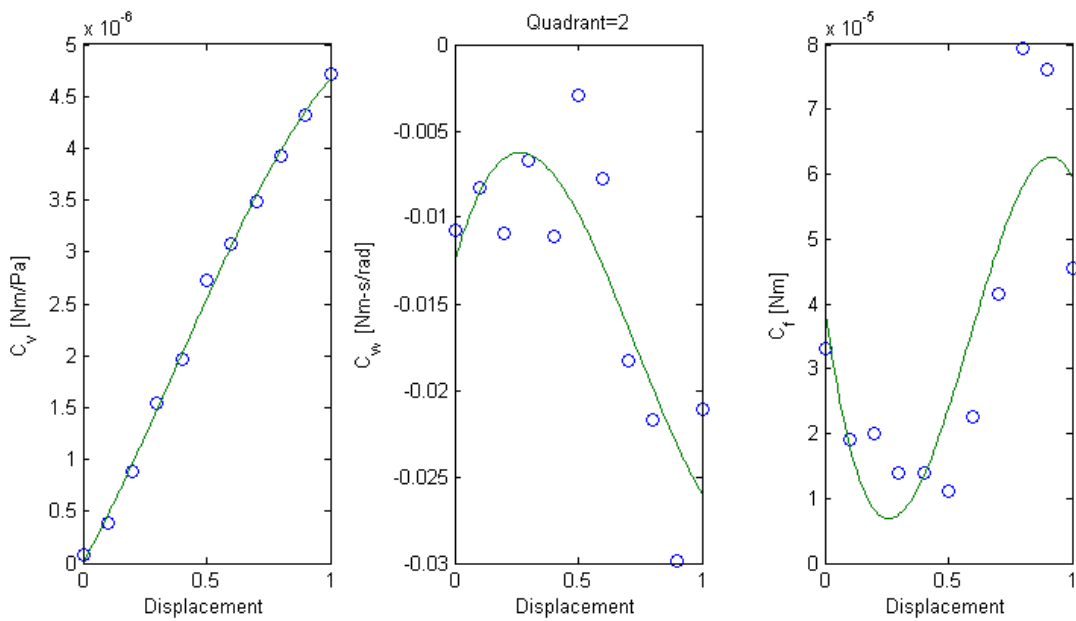 Quadrant=2
x 10⁻⁶
5
4.5
4
3.5
3
2.5
2
1.5
1
0.5
0
C_v [Nm/Pa]
0 0.5 1
Displacement
0
-0.005
-0.01
-0.015
-0.02
-0.025
-0.03
C_w [Nm-s/rad]
0 0.5 1
Displacement
x 10⁻⁵
8
7
6
5
4
3
2
1
0
C_f [Nm]
0 0.5 1
Displacement